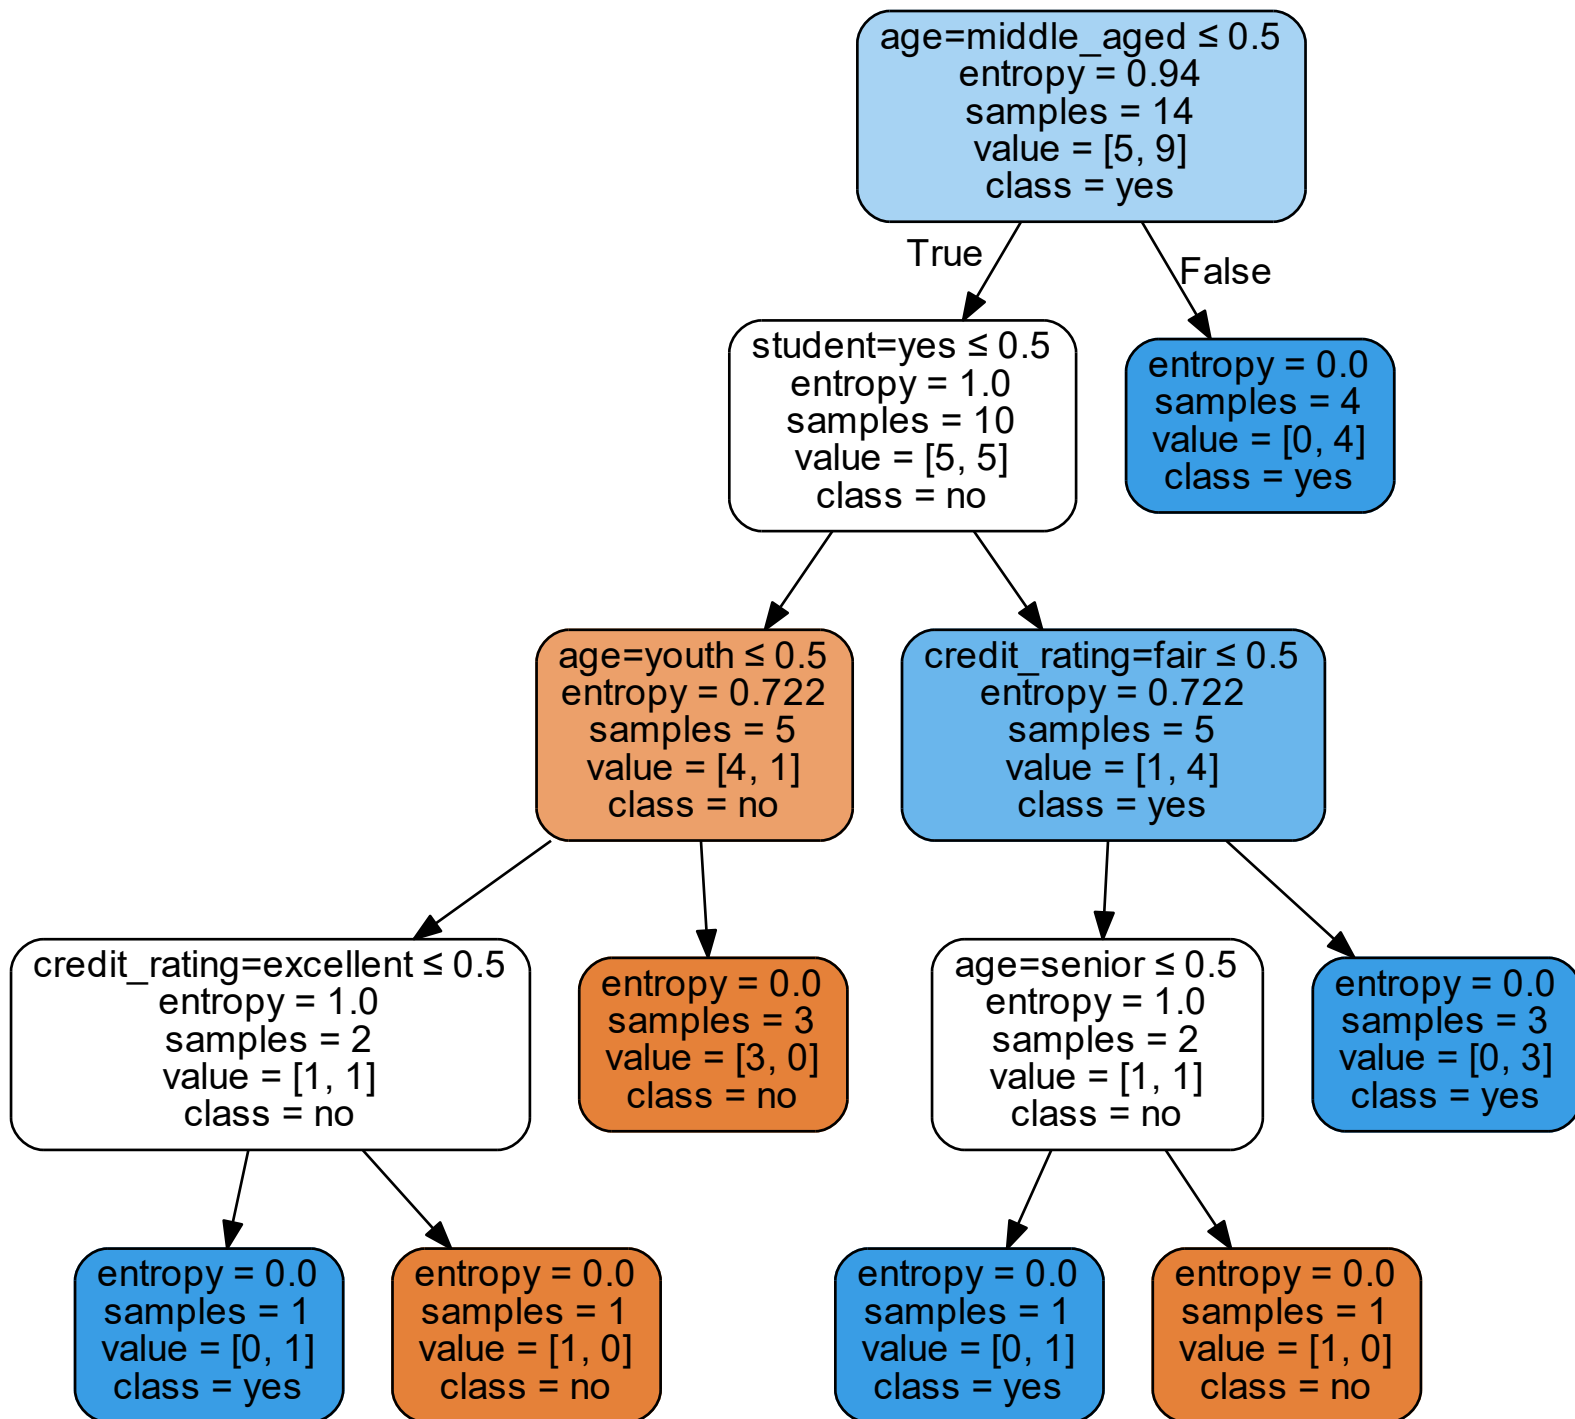 age=middle_aged ≤ 0.5
entropy = 0.94
samples = 14
value = [5, 9]
class = yes
True
False
student=yes ≤ 0.5
entropy = 1.0
samples = 10
value = [5, 5]
class = no
entropy = 0.0
samples = 4
value = [0, 4]
class = yes
age=youth ≤ 0.5
entropy = 0.722
samples = 5
value = [4, 1]
class = no
credit_rating=fair ≤ 0.5
entropy = 0.722
samples = 5
value = [1, 4]
class = yes
credit_rating=excellent ≤ 0.5
entropy = 1.0
samples = 2
value = [1, 1]
class = no
entropy = 0.0
samples = 3
value = [3, 0]
class = no
age=senior ≤ 0.5
entropy = 1.0
samples = 2
value = [1, 1]
class = no
entropy = 0.0
samples = 3
value = [0, 3]
class = yes
entropy = 0.0
samples = 1
value = [0, 1]
class = yes
entropy = 0.0
samples = 1
value = [1, 0]
class = no
entropy = 0.0
samples = 1
value = [0, 1]
class = yes
entropy = 0.0
samples = 1
value = [1, 0]
class = no